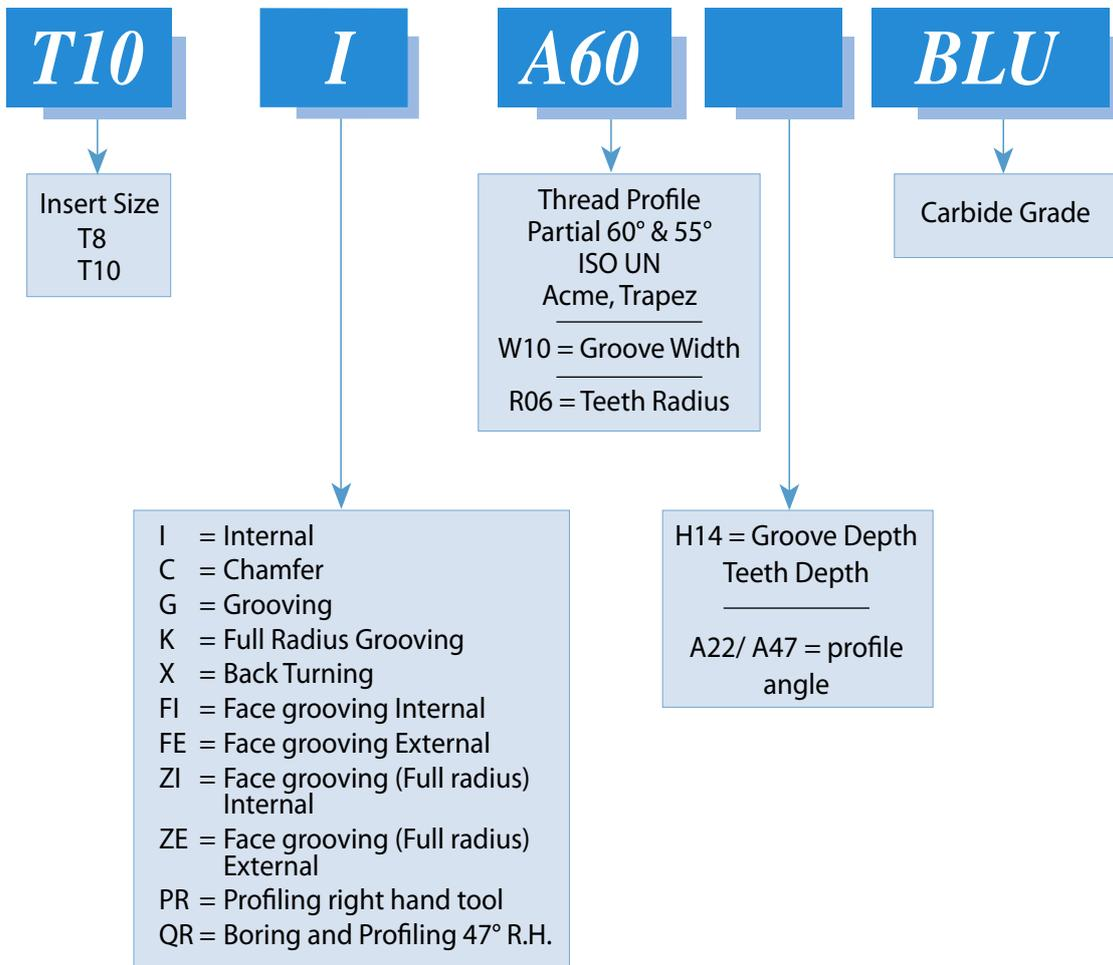 T10 I A60 BLU
Insert Size
T8
T10
Thread Profile
Partial 60° & 55°
ISO UN
Acme, Trapez
W10 = Groove Width
R06 = Teeth Radius
Carbide Grade
I = Internal
C = Chamfer
G = Grooving
K = Full Radius Grooving
X = Back Turning
FI = Face grooving Internal
FE = Face grooving External
ZI = Face grooving (Full radius)
Internal
ZE = Face grooving (Full radius)
External
PR = Profiling right hand tool
QR = Boring and Profiling 47° R.H.
H14 = Groove Depth
Teeth Depth
A22/ A47 = profile
angle